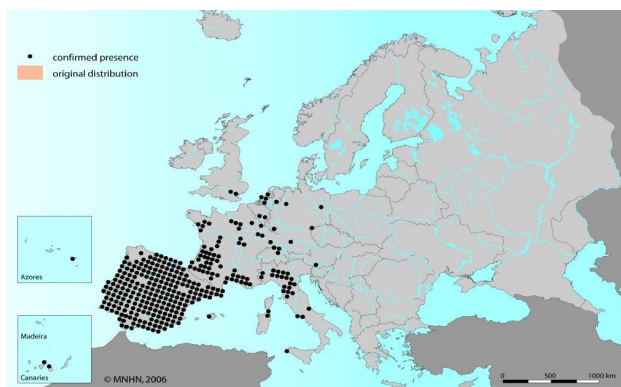 confirmed presence
original distribution
Azores
Madeira
Canaries
© MNHN, 2006
0 500 1000 km